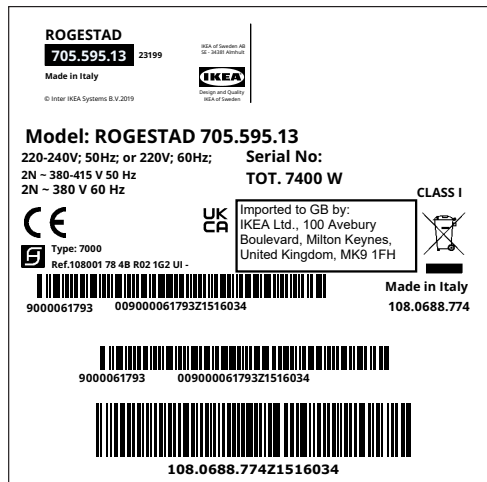 ROGESTAD
705.595.13 23199
Made in Italy
© Inter IKEA Systems B.V.2019
IKEA of Sweden AB
SE - 34381 Älmhult
IKEA
Design and Quality
IKEA of Sweden
Model: ROGESTAD 705.595.13
220-240V; 50Hz; or 220V; 60Hz;
2N ~ 380-415 V 50 Hz
2N ~ 380 V 60 Hz
Serial No:
TOT. 7400 W
CLASS I
CE
UK
CA
Imported to GB by:
IKEA Ltd., 100 Avebury
Boulevard, Milton Keynes,
United Kingdom, MK9 1FH
Type: 7000
Ref.108001 78 4B R02 1G2 UI -
Made in Italy
108.0688.774
9000061793 009000061793Z1516034
9000061793 009000061793Z1516034
108.0688.774Z1516034